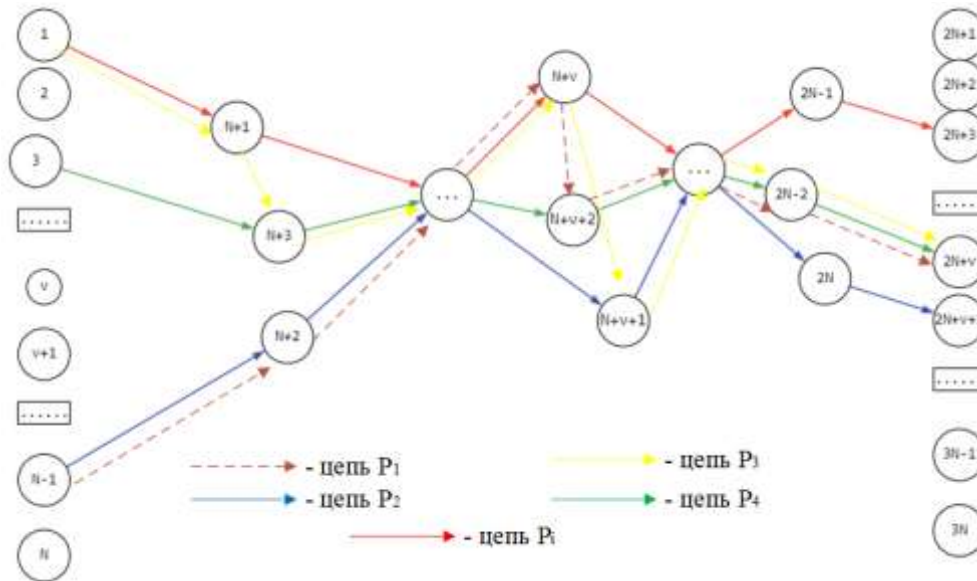 1
2
3
......
v
v+1
......
N-1
N
N+1
N+3
N+2
...
N+v
N+v+2
N+v+1
...
2N-1
2N-2
2N
2N+1
2N+2
2N+3
......
2N+v
2N+v+
......
3N-1
3N
- цепь P1
- цепь P3
- цепь P2
- цепь P4
- цепь Pi